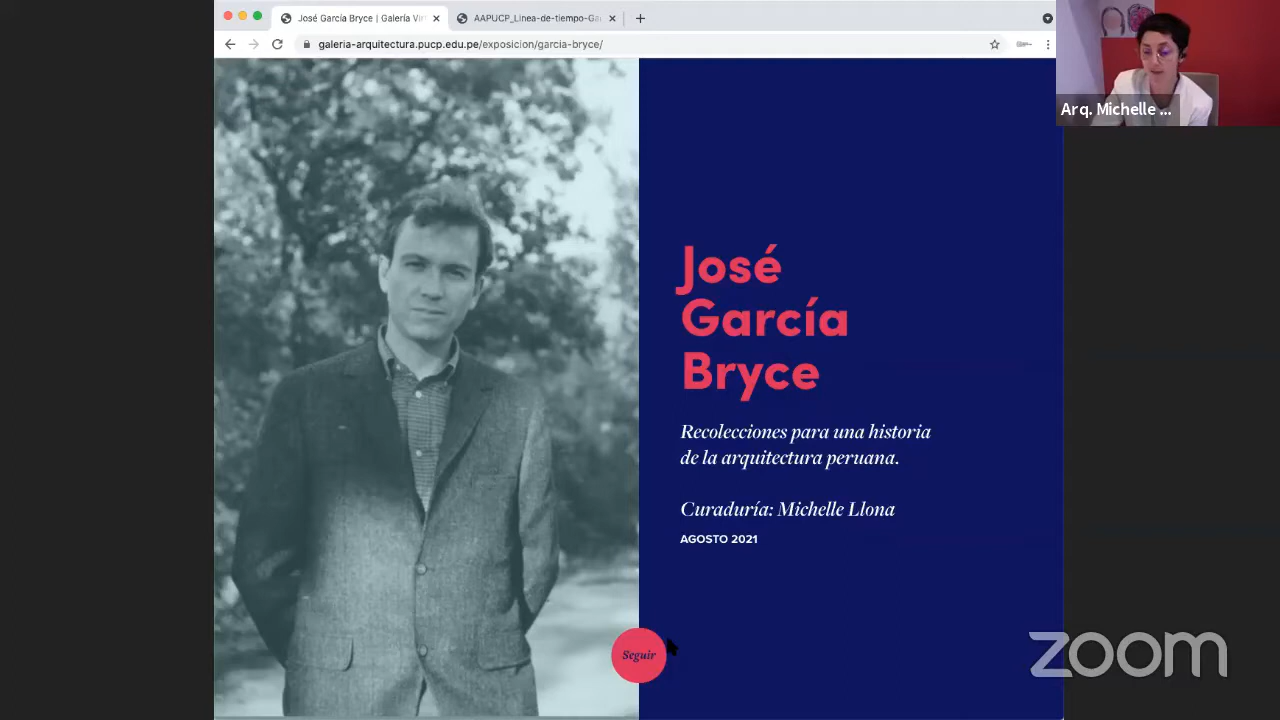 José García Bryce | Galería Vir
AAPUCP_Linea-de-tiempo-Ga
galeria-arquitectura.pucp.edu.pe/exposicion/garcia-bryce/
Arq. Michelle ...
José
García
Bryce
Recolecciones para una historia
de la arquitectura peruana.
Curaduría: Michelle Llona
AGOSTO 2021
Seguir
zoom